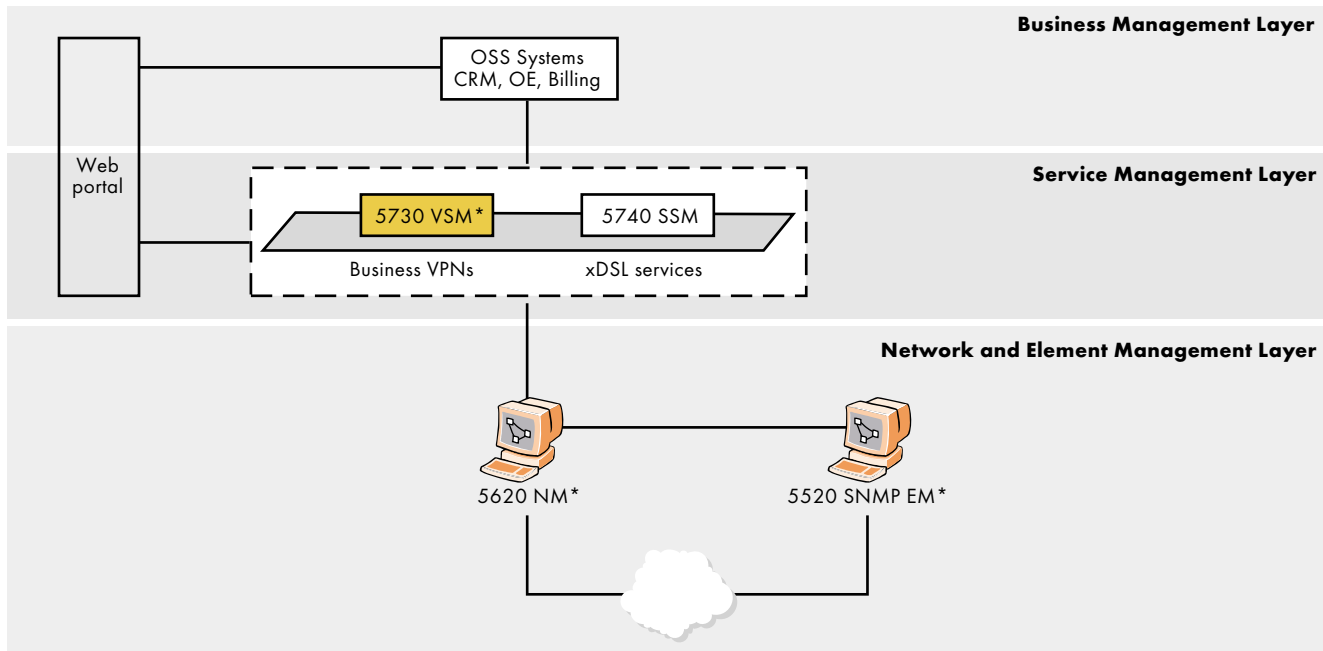 Business Management Layer
OSS Systems
CRM, OE, Billing
Web
portal
Service Management Layer
5730 VSM*
5740 SSM
Business VPNs
xDSL services
Network and Element Management Layer
5620 NM*
5520 SNMP EM*